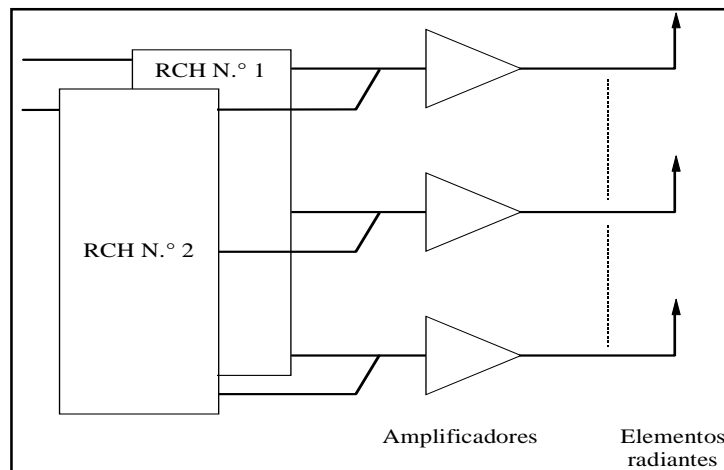 RCH N.° 1
RCH N.° 2
Amplificadores
Elementos
radiantes